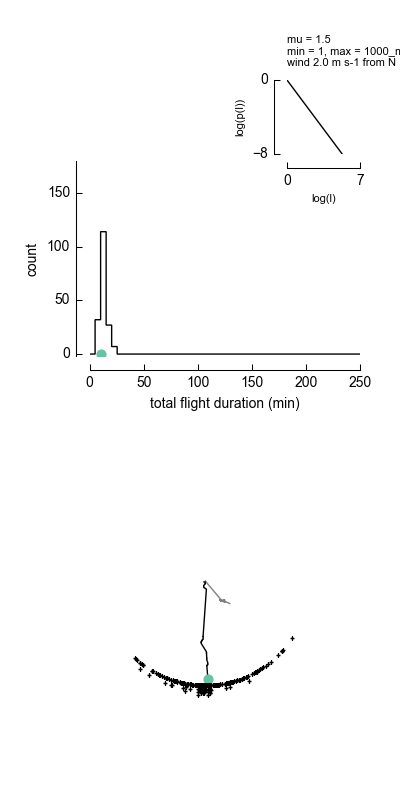 mu = 1.5
min = 1, max = 1000_m
wind 2.0 m s-1 from N
0
log(p(l))
−8
0 7
log(l)
150
100
count
50
0
0 50 100 150 200 250
total flight duration (min)